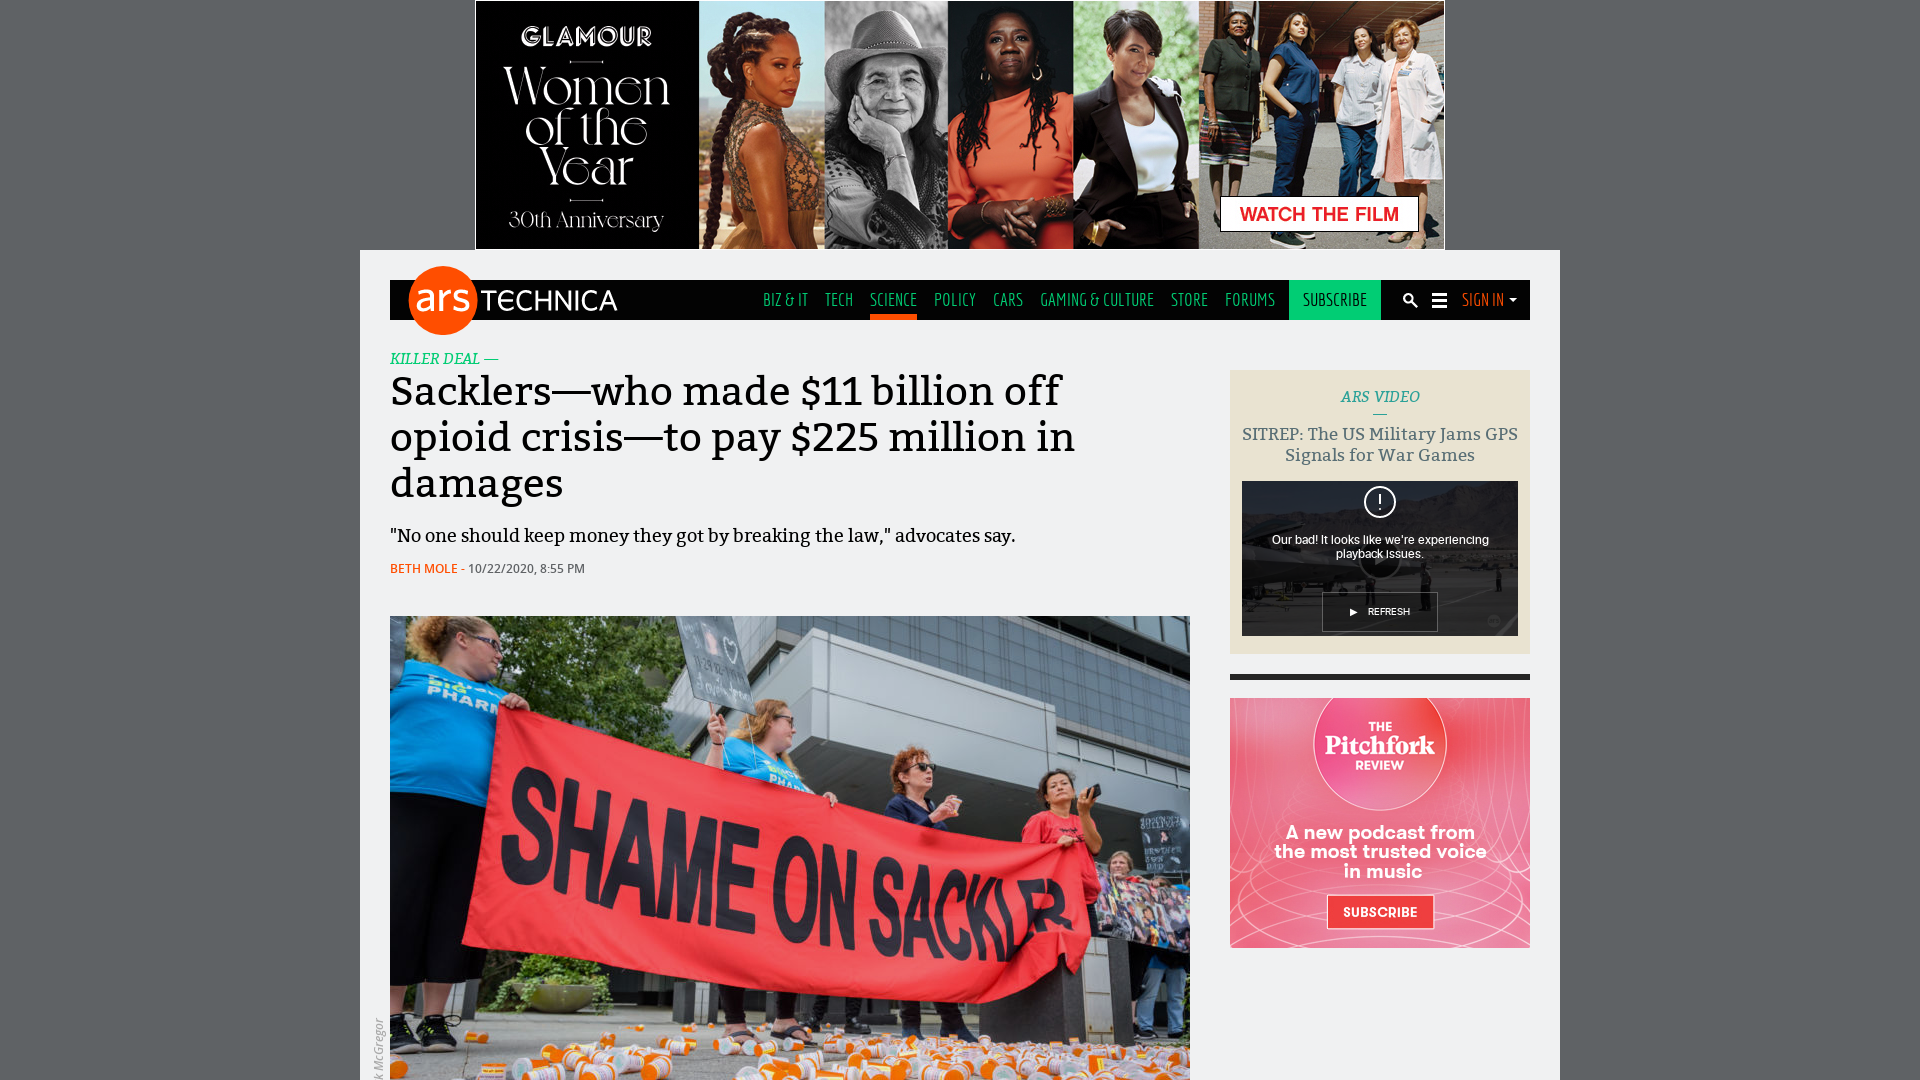 GLAMOUR
Women
of the
Year
30th Anniversary
WATCH THE FILM
ars TECHNICA
BIZ & IT TECH SCIENCE POLICY CARS GAMING & CULTURE STORE FORUMS SUBSCRIBE SIGN IN
KILLER DEAL —
Sacklers—who made $11 billion off
opioid crisis—to pay $225 million in
damages
"No one should keep money they got by breaking the law," advocates say.
BETH MOLE - 10/22/2020, 8:55 PM
BIG
PHARM
SHAME ON SACKLER
McGregor
ARS VIDEO
SITREP: The US Military Jams GPS
Signals for War Games
Our bad! It looks like we're experiencing
playback issues.
REFRESH
THE
Pitchfork
REVIEW
A new podcast from
the most trusted voice
in music
SUBSCRIBE